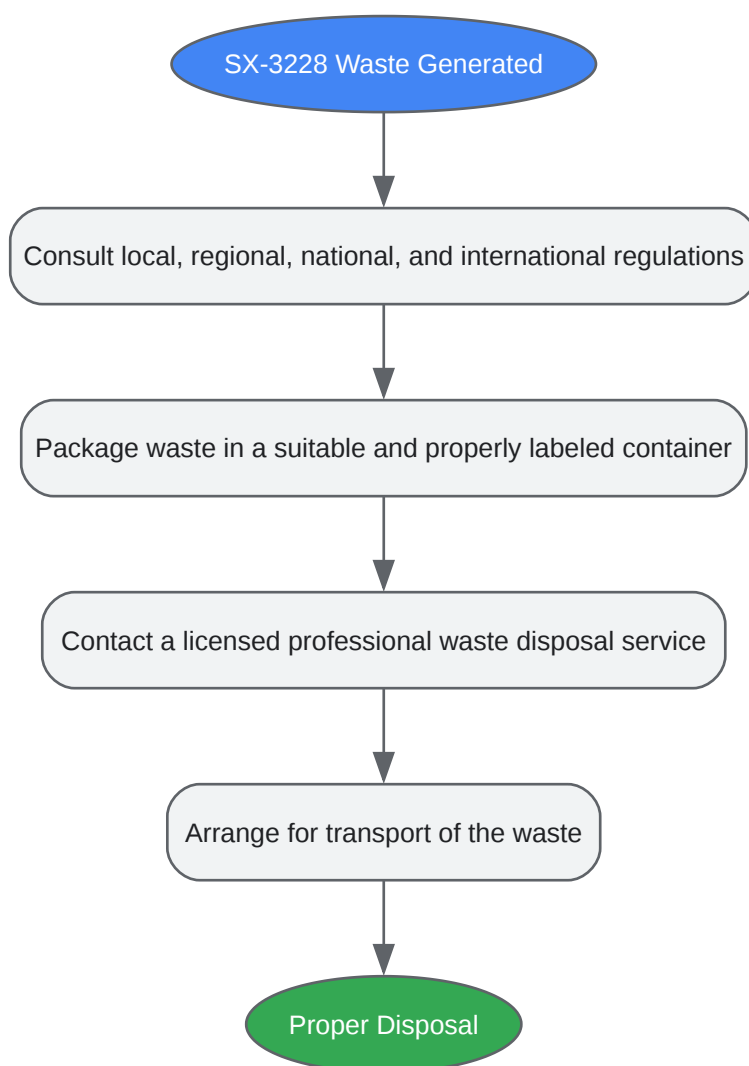 SX-3228 Waste Generated
Consult local, regional, national, and international regulations
Package waste in a suitable and properly labeled container
Contact a licensed professional waste disposal service
Arrange for transport of the waste
Proper Disposal